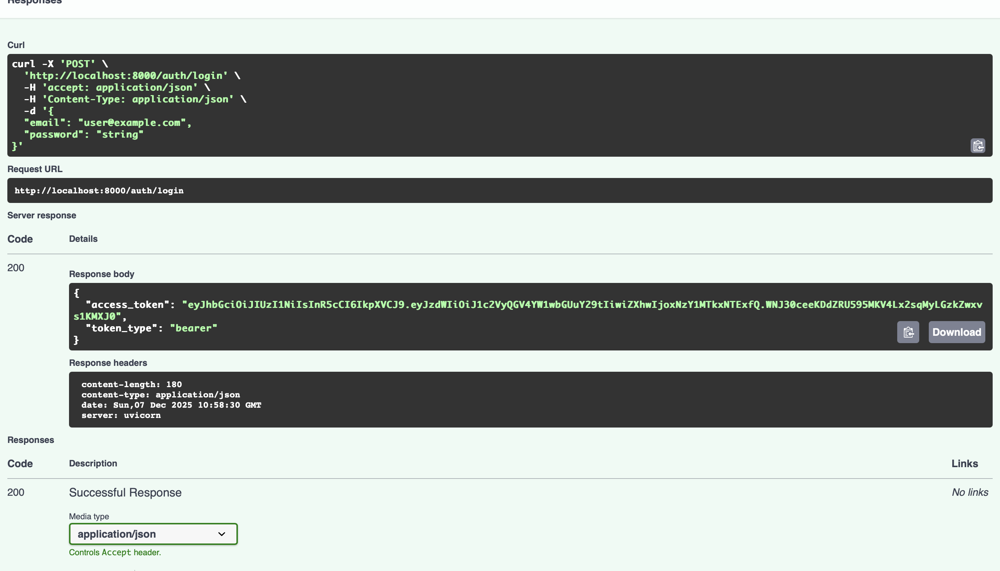 Responses
Curl
curl -X 'POST' \
  'http://localhost:8000/auth/login' \
  -H 'accept: application/json' \
  -H 'Content-Type: application/json' \
  -d '{
  "email": "user@example.com",
  "password": "string"
}'
Request URL
http://localhost:8000/auth/login
Server response
Code Details
200
Response body
{
  "access_token": "eyJhbGciOiJIUzI1NiIsInR5cCI6IkpXVCJ9.eyJzdWIiOiJ1c2VyQGV4YW1wbGUuY29tIiwiZXhwIjoxNzY1MTkxNTExfQ.WNJ30ceeKDdZRU595MKV4Lx2sqMyLGzkZwxv
s1KMXJ0",
  "token_type": "bearer"
}
Download
Response headers
content-length: 180
content-type: application/json
date: Sun,07 Dec 2025 10:58:30 GMT
server: uvicorn
Responses
Code Description Links
200 Successful Response No links
Media type
application/json
Controls Accept header.